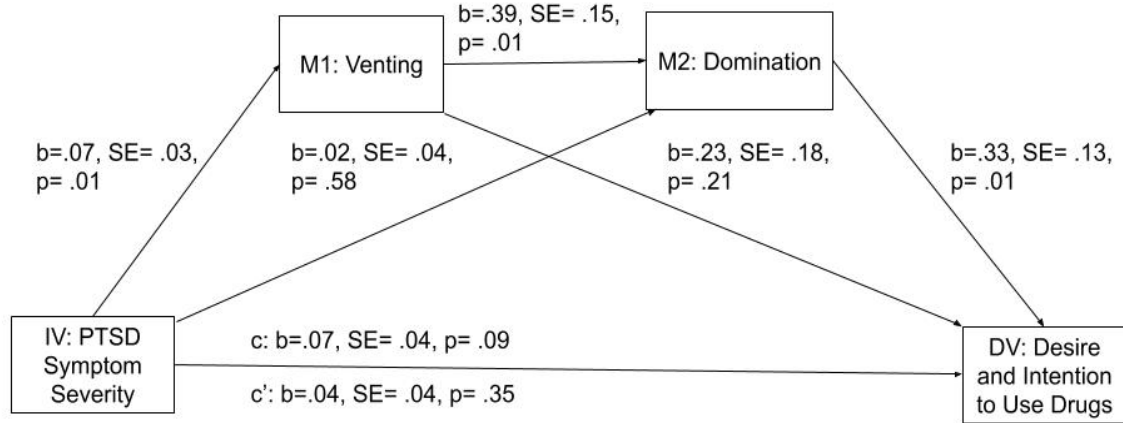 b=.39, SE= .15,
p= .01
M1: Venting
M2: Domination
b=.07, SE= .03,
p= .01
b=.02, SE= .04,
p= .58
b=.23, SE= .18,
p= .21
b=.33, SE= .13,
p= .01
IV: PTSD
Symptom
Severity
c: b=.07, SE= .04, p= .09
c’: b=.04, SE= .04, p= .35
DV: Desire
and Intention
to Use Drugs